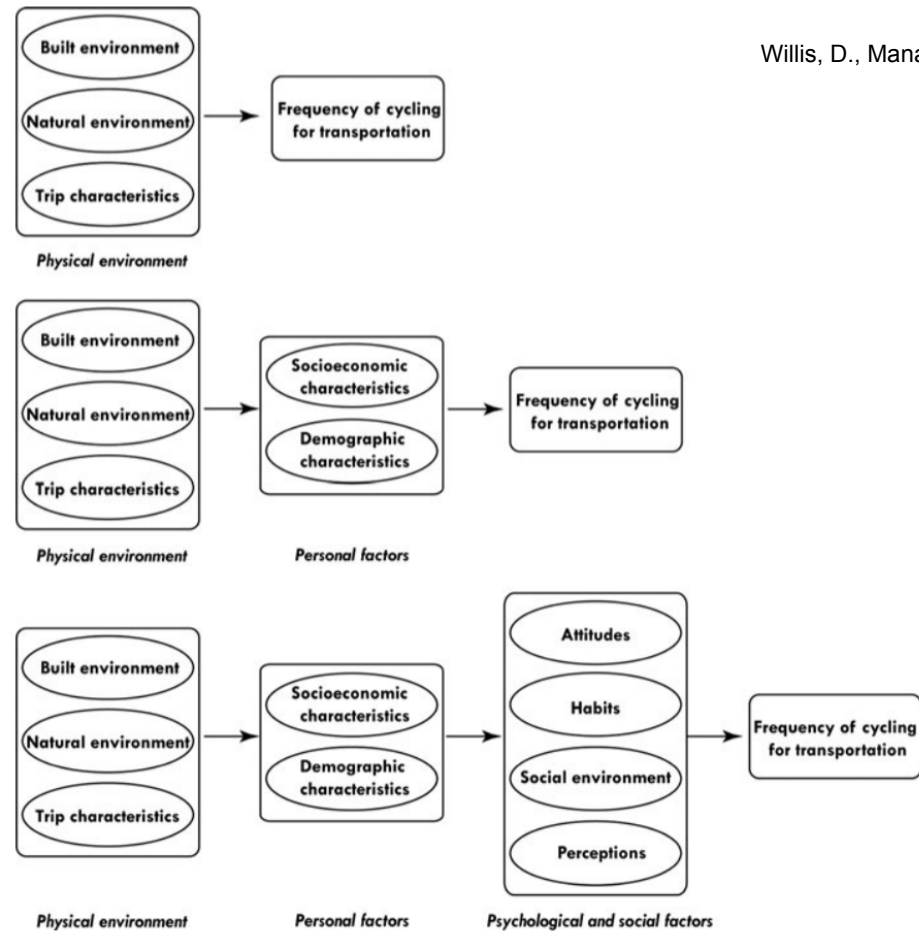 Willis, D., Mana
Built environment
Natural environment
Trip characteristics
Physical environment
Frequency of cycling
for transportation
Built environment
Natural environment
Trip characteristics
Physical environment
Socioeconomic
characteristics
Demographic
characteristics
Personal factors
Frequency of cycling
for transportation
Built environment
Natural environment
Trip characteristics
Physical environment
Socioeconomic
characteristics
Demographic
characteristics
Personal factors
Attitudes
Habits
Social environment
Perceptions
Psychological and social factors
Frequency of cycling
for transportation